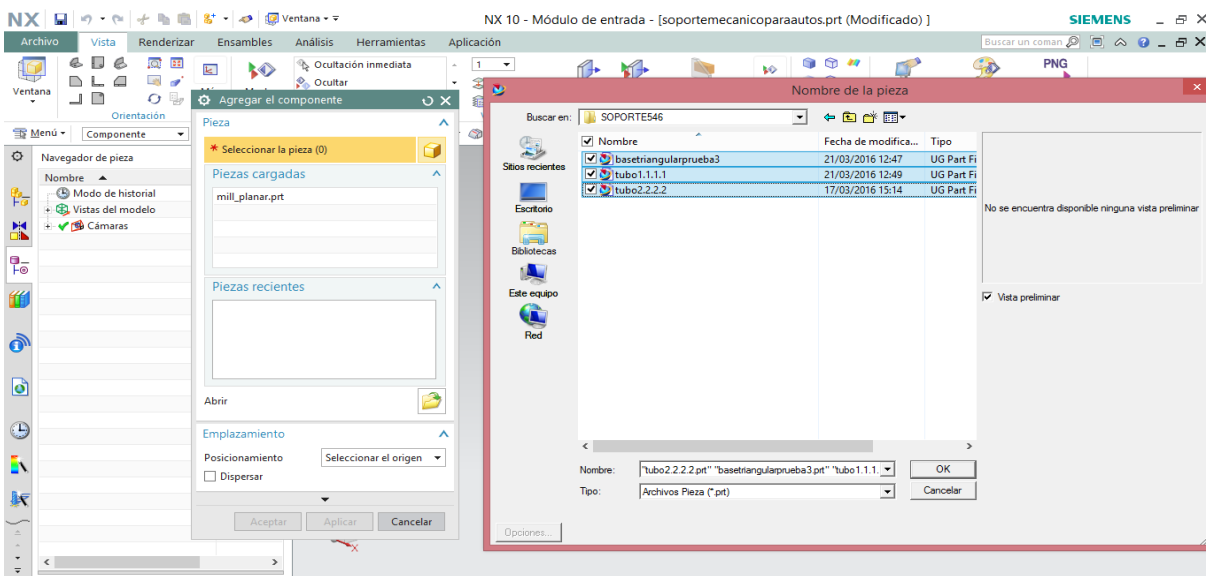 NX Ventana NX 10 - Módulo de entrada - [soportemecanicoparaautos.prt (Modificado) ] SIEMENS
Archivo Vista Renderizar Ensambles Análisis Herramientas Aplicación Buscar un coman
Ventana
Orientación
Ocultación inmediata
Ocultar
1
PNG
Menú Componente
Navegador de pieza
Nombre
Modo de historial
Vistas del modelo
Cámaras
Agregar el componente
Pieza
* Seleccionar la pieza (0)
Piezas cargadas
mill_planar.prt
Piezas recientes
Abrir
Emplazamiento
Posicionamiento Seleccionar el origen
Dispersar
Aceptar Aplicar Cancelar
X
Nombre de la pieza
Buscar en: SOPORTE546
Sitios recientes
Escritorio
Bibliotecas
Este equipo
Red
Nombre Fecha de modifica... Tipo
basetriangularprueba3 21/03/2016 12:47 UG Part Fi
tubo1.1.1.1 21/03/2016 12:49 UG Part Fi
tubo2.2.2.2 17/03/2016 15:14 UG Part Fi
No se encuentra disponible ninguna vista preliminar
Vista preliminar
Nombre: "tubo2.2.2.2.prt" "basetriangularprueba3.prt" "tubo1.1.1. OK
Tipo: Archivos Pieza (*.prt) Cancelar
Opciones...